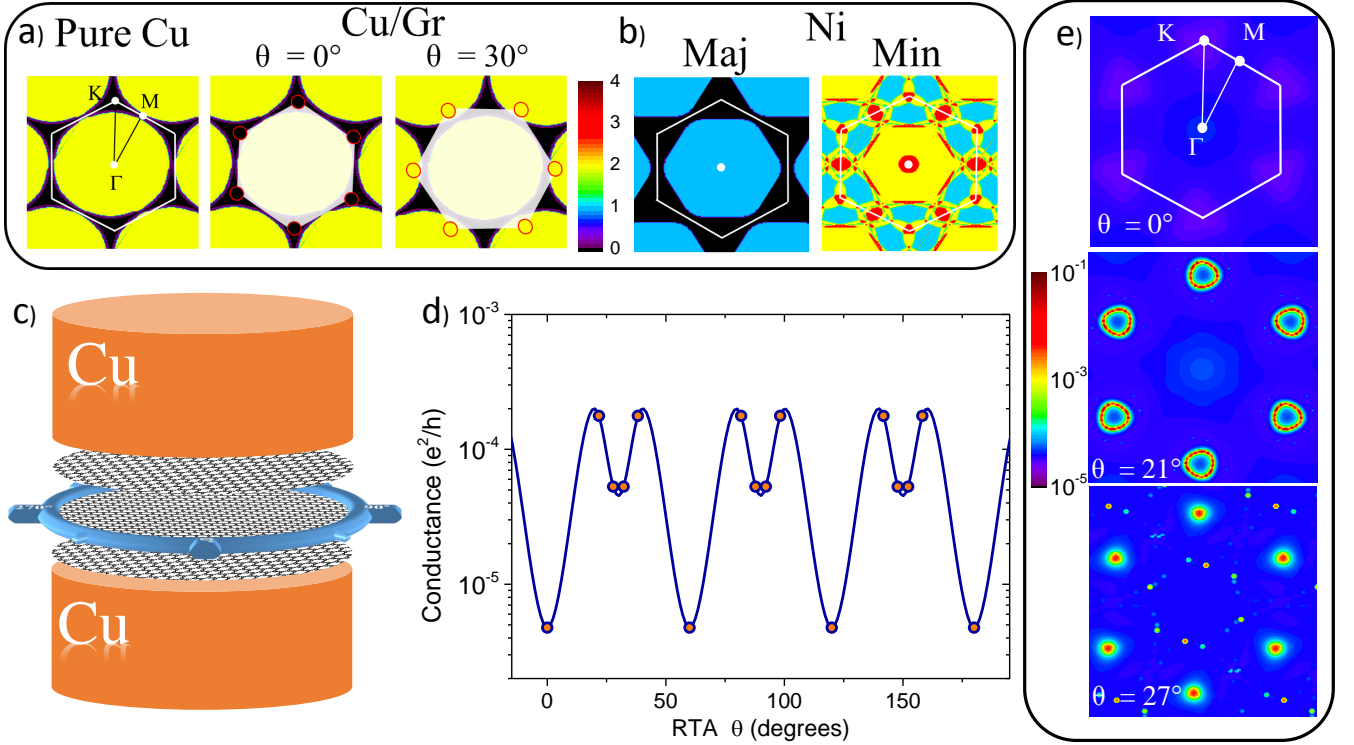 a) Pure Cu
Cu/Gr
θ = 0° θ = 30°
K M
Γ
4
3
2
1
0
b) Ni
Maj Min
c)
Cu
Cu
d)
Conductance (e²/h)
10⁻³
10⁻⁴
10⁻⁵
0 50 100 150
RTA θ (degrees)
e)
K M
Γ
θ = 0°
10⁻¹
10⁻³
10⁻⁵
θ = 21°
θ = 27°